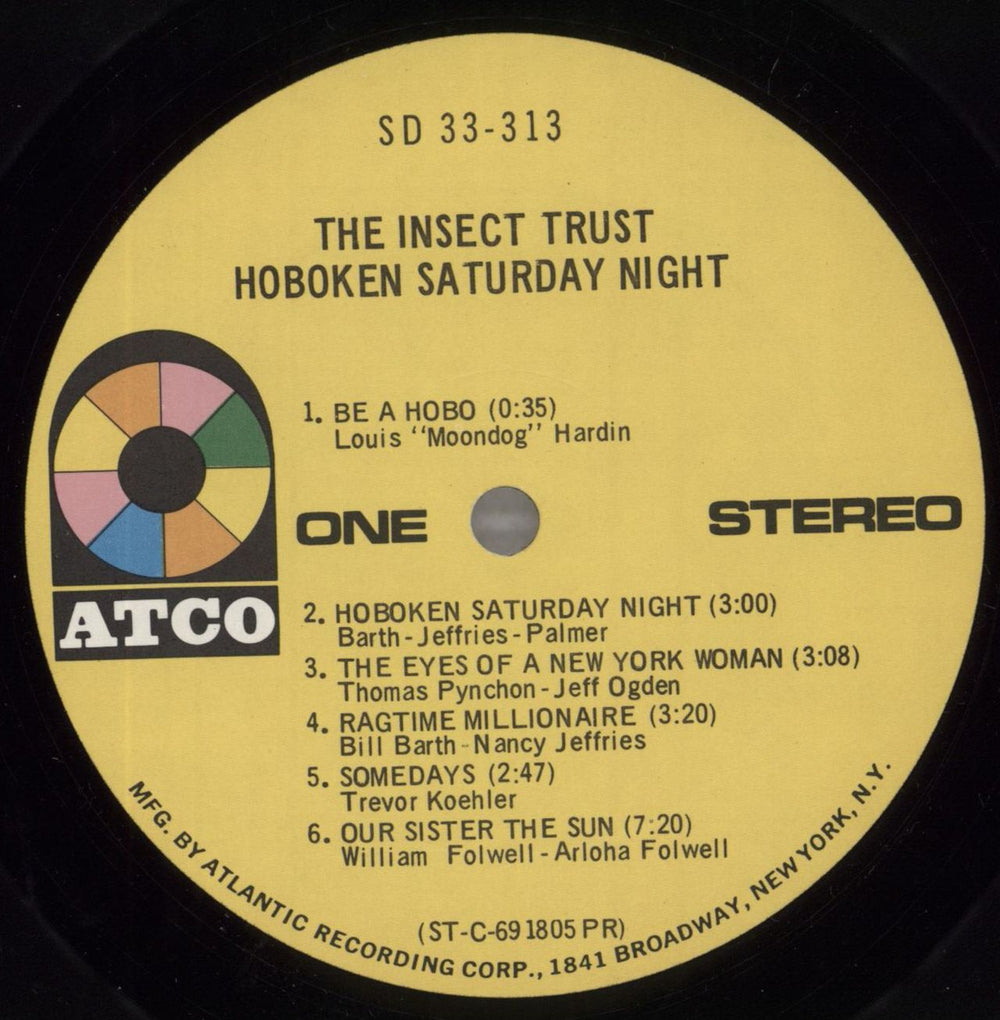 SD 33-313
THE INSECT TRUST
HOBOKEN SATURDAY NIGHT
1. BE A HOBO (0:35)
Louis "Moondog" Hardin
ONE
STEREO
ATCO
2. HOBOKEN SATURDAY NIGHT (3:00)
Barth-Jeffries-Palmer
3. THE EYES OF A NEW YORK WOMAN (3:08)
Thomas Pynchon-Jeff Ogden
4. RAGTIME MILLIONAIRE (3:20)
Bill Barth-Nancy Jeffries
5. SOMEDAYS (2:47)
Trevor Koehler
6. OUR SISTER THE SUN (7:20)
William Folwell-Arloha Folwell
(ST-C-691805 PR)
MFG. BY ATLANTIC RECORDING CORP., 1841 BROADWAY, NEW YORK, N.Y.